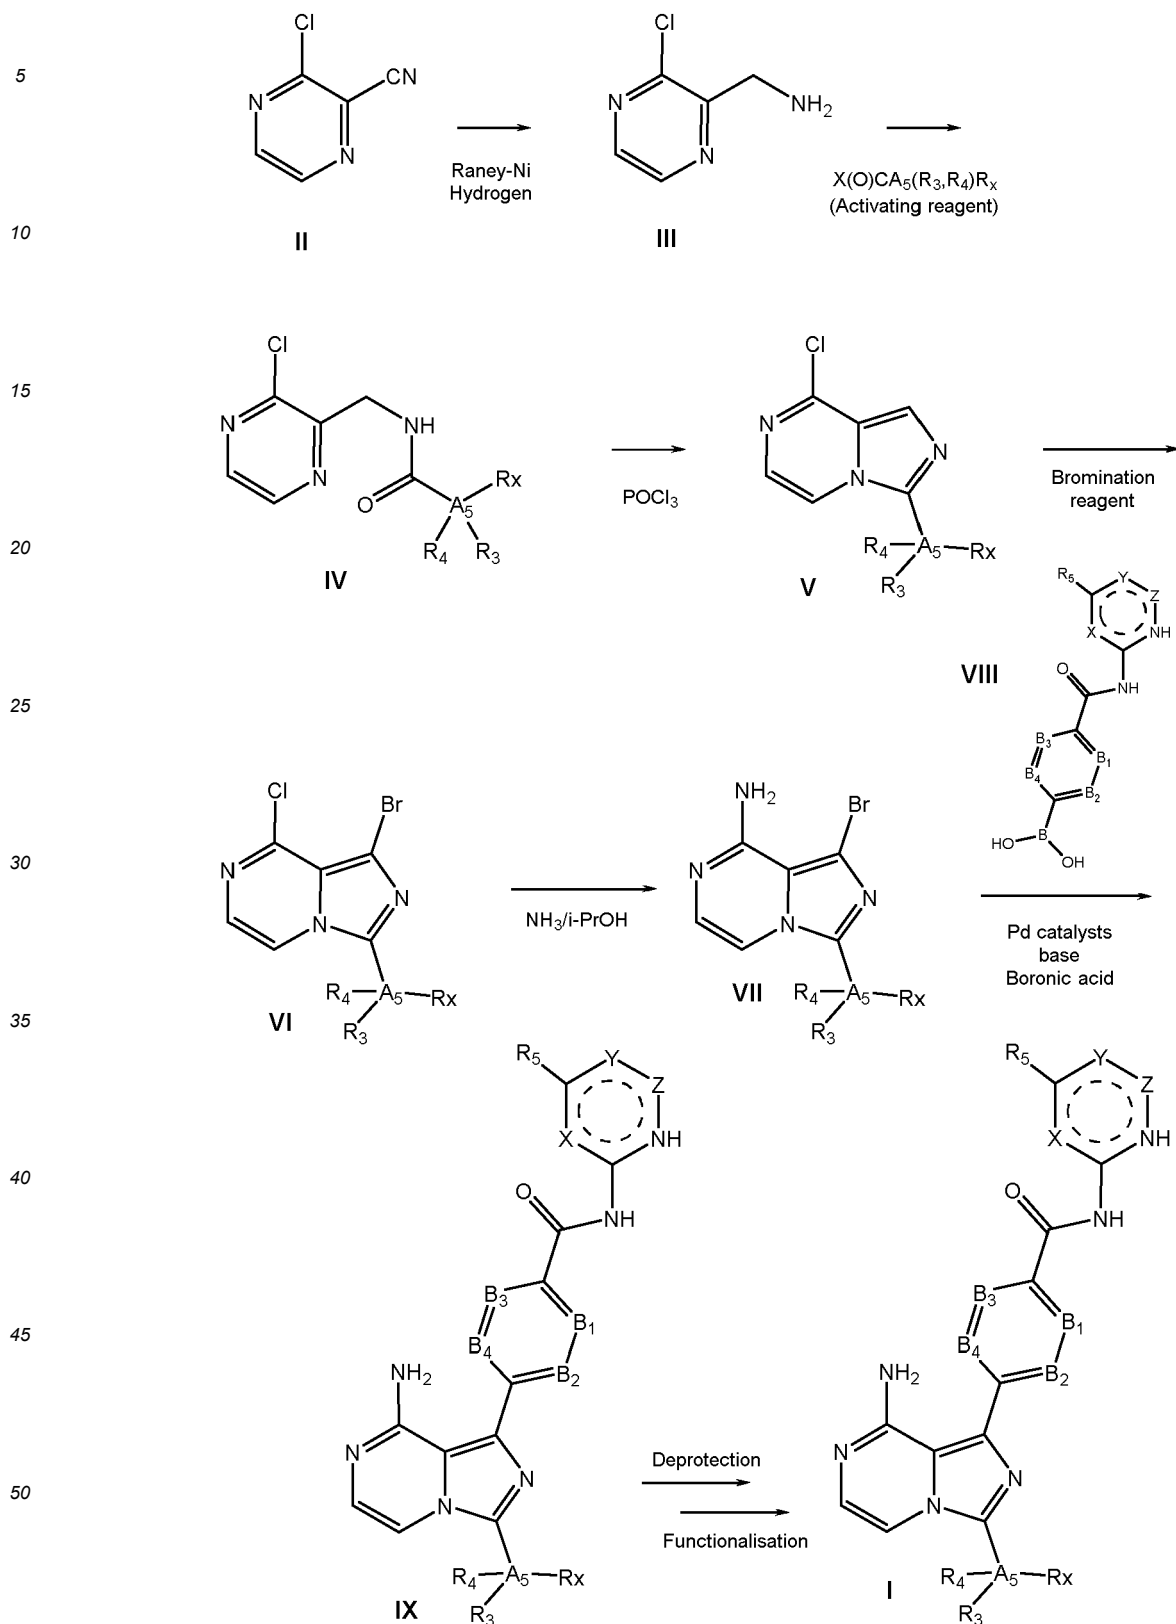 Cl Cl
5 N CN N NH2
N Raney-Ni N X(O)CA5(R3,R4)Rx
Hydrogen (Activating reagent)
10 II III
Cl Cl
15 N NH N N
N O A5 Rx POCl3 N Bromination
reagent
20 R4 R3 R4 A5 Rx
IV V R3
R5 Y Z
X NH
VIII O NH
25 B3 B1
B4 B2
Cl Br NH2 Br B
HO OH
30 N N N NH3/i-PrOH N N N
Pd catalysts
base
Boronic acid
R4 A5 Rx R4 A5 Rx
35 VI R3 VII R3
R5 Y Z R5 Y Z
X NH X NH
40 O NH O NH
B3 B1 B3 B1
45 B4 B2 B4 B2
NH2 NH2
N N N Deprotection N N N
50 Functionalisation
R4 A5 Rx R4 A5 Rx
IX R3 I R3